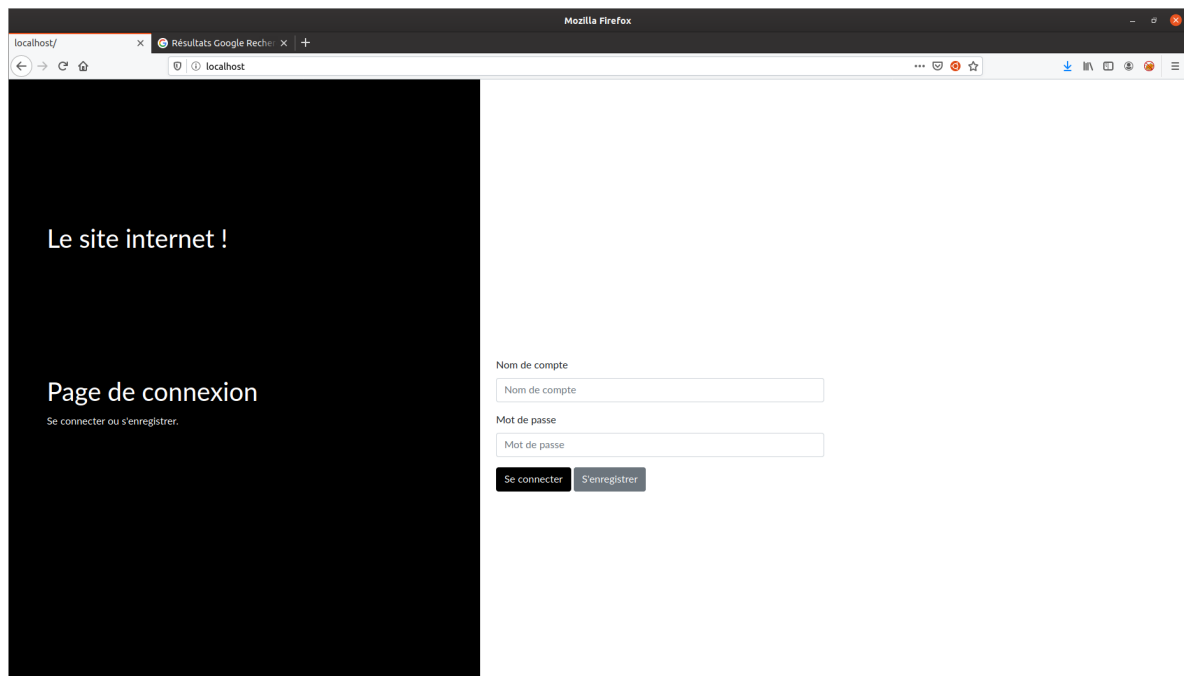 Mozilla Firefox
localhost/
Résultats Google Recher
localhost
Le site internet !
Page de connexion
Se connecter ou s'enregistrer.
Nom de compte
Nom de compte
Mot de passe
Mot de passe
Se connecter
S'enregistrer